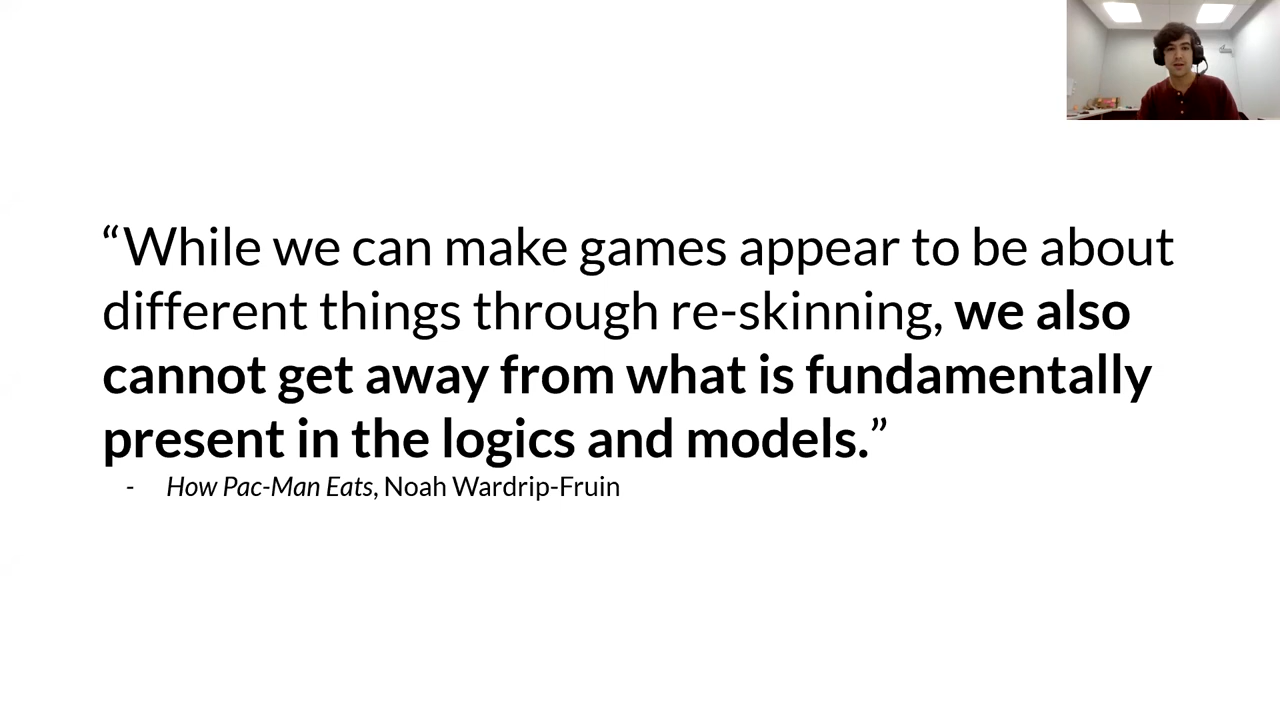 “While we can make games appear to be about
different things through re-skinning, we also
cannot get away from what is fundamentally
present in the logics and models.”
- How Pac-Man Eats, Noah Wardrip-Fruin